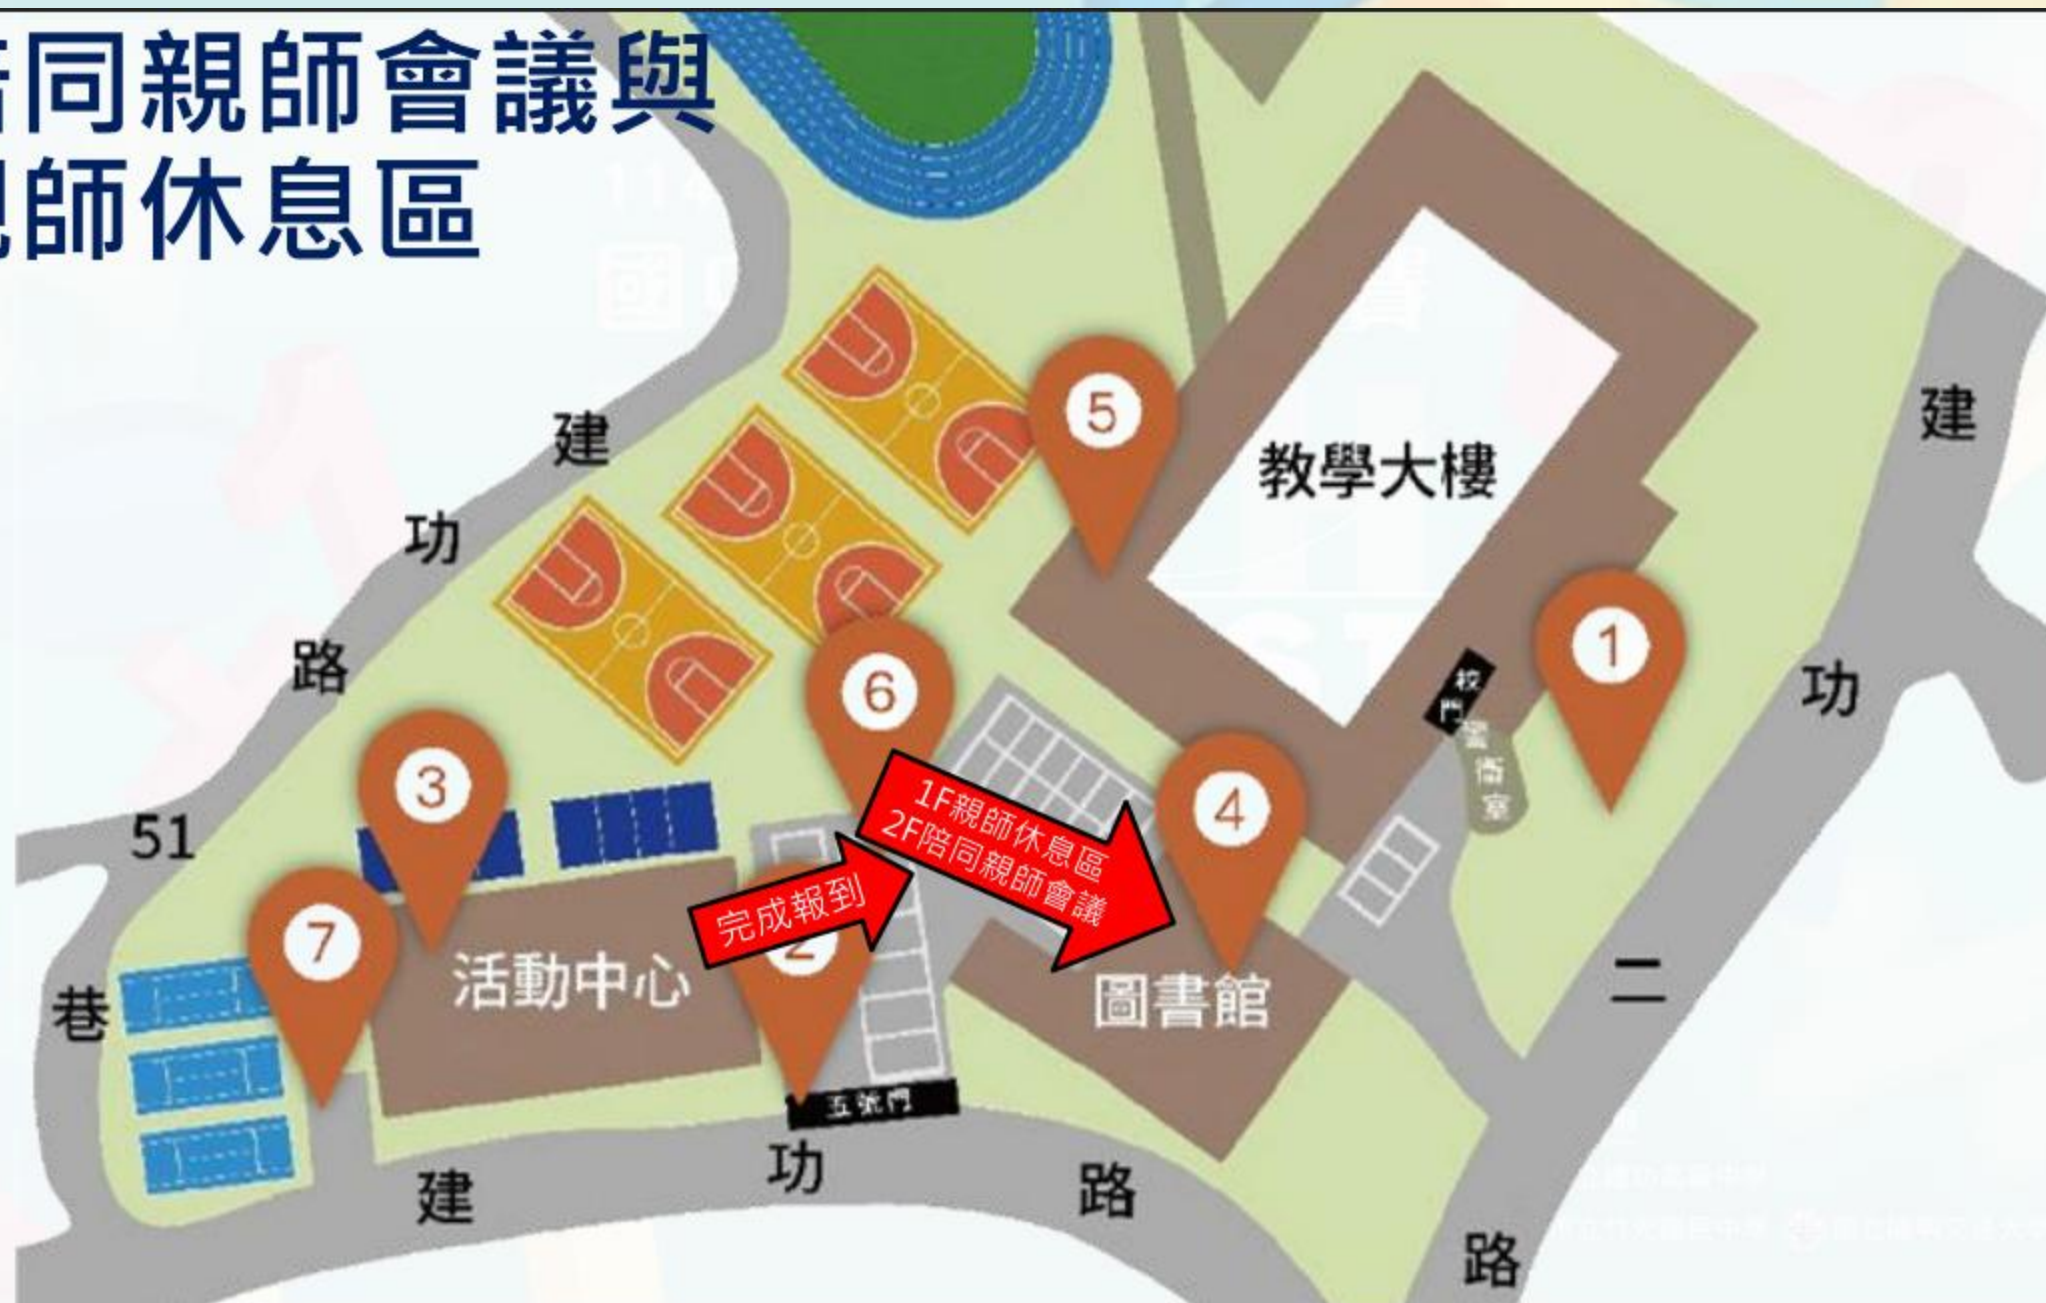 同親師會議與
師休息區
教學大樓
建功路51巷
建功二路
建功路
校門
警衛室
五號門
活動中心
圖書館
完成報到
1F親師休息區
2F陪同親師會議
1
2
3
4
5
6
7